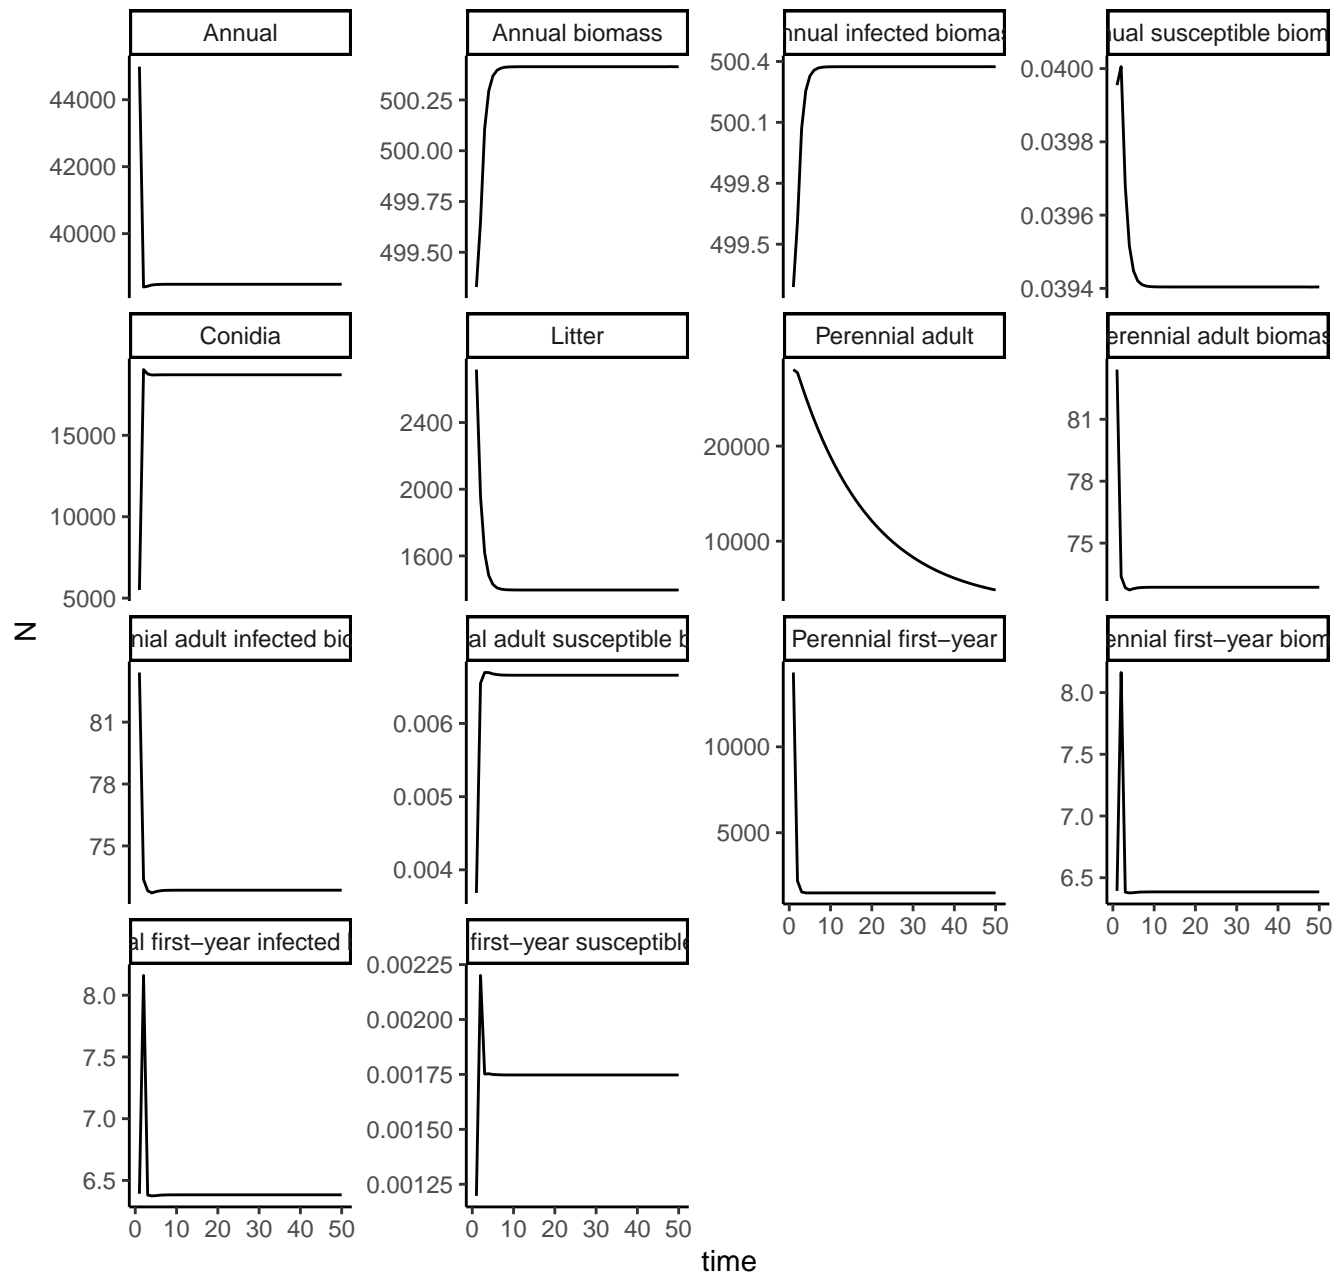 Annual
Annual biomass
nnual infected biomas
ual susceptible biom
44000
42000
40000
500.25
500.00
499.75
499.50
500.4
500.1
499.8
499.5
0.0400
0.0398
0.0396
0.0394
Conidia
Litter
Perennial adult
erennial adult biomas
15000
10000
5000
2400
2000
1600
20000
10000
81
78
75
N
nial adult infected bio
al adult susceptible b
Perennial first–year
ennial first–year biom
81
78
75
0.006
0.005
0.004
10000
5000
8.0
7.5
7.0
6.5
0 10 20 30 40 50
0 10 20 30 40 50
al first–year infected
first–year susceptible
8.0
7.5
7.0
6.5
0.00225
0.00200
0.00175
0.00150
0.00125
0 10 20 30 40 50
0 10 20 30 40 50
time